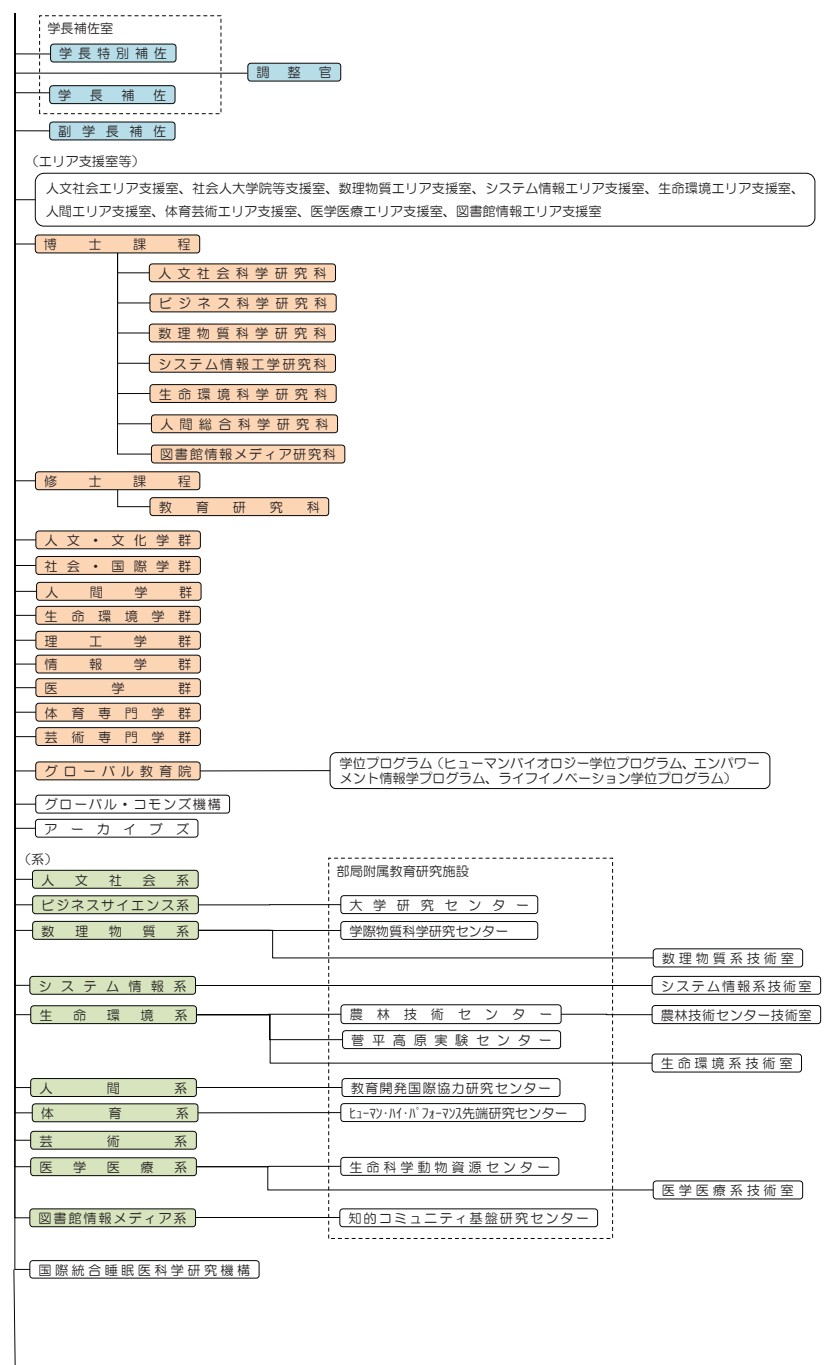 学長補佐室
学長特別補佐
調整官
学長補佐
副学長補佐
（エリア支援室等）
人文社会エリア支援室、社会人大学院等支援室、数理物質エリア支援室、システム情報エリア支援室、生命環境エリア支援室、
人間エリア支援室、体育芸術エリア支援室、医学医療エリア支援室、図書館情報エリア支援室
博士課程
人文社会科学研究科
ビジネス科学研究科
数理物質科学研究科
システム情報工学研究科
生命環境科学研究科
人間総合科学研究科
図書館情報メディア研究科
修士課程
教育研究科
人文・文化学群
社会・国際学群
人間学群
生命環境学群
理工学群
情報学群
医学群
体育専門学群
芸術専門学群
グローバル教育院
学位プログラム（ヒューマンバイオロジー学位プログラム、エンパワー
メント情報学プログラム、ライフイノベーション学位プログラム）
グローバル・コモンズ機構
アーカイブズ
（系）
部局附属教育研究施設
人文社会系
ビジネスサイエンス系
大学研究センター
数理物質系
学際物質科学研究センター
数理物質系技術室
システム情報系
システム情報系技術室
生命環境系
農林技術センター
農林技術センター技術室
菅平高原実験センター
生命環境系技術室
人間系
教育開発国際協力研究センター
体育系
ﾋｭｰﾏﾝ･ﾊｲ･ﾊﾟﾌｫｰﾏﾝｽ先端研究センター
芸術系
医学医療系
生命科学動物資源センター
医学医療系技術室
図書館情報メディア系
知的コミュニティ基盤研究センター
国際統合睡眠医科学研究機構